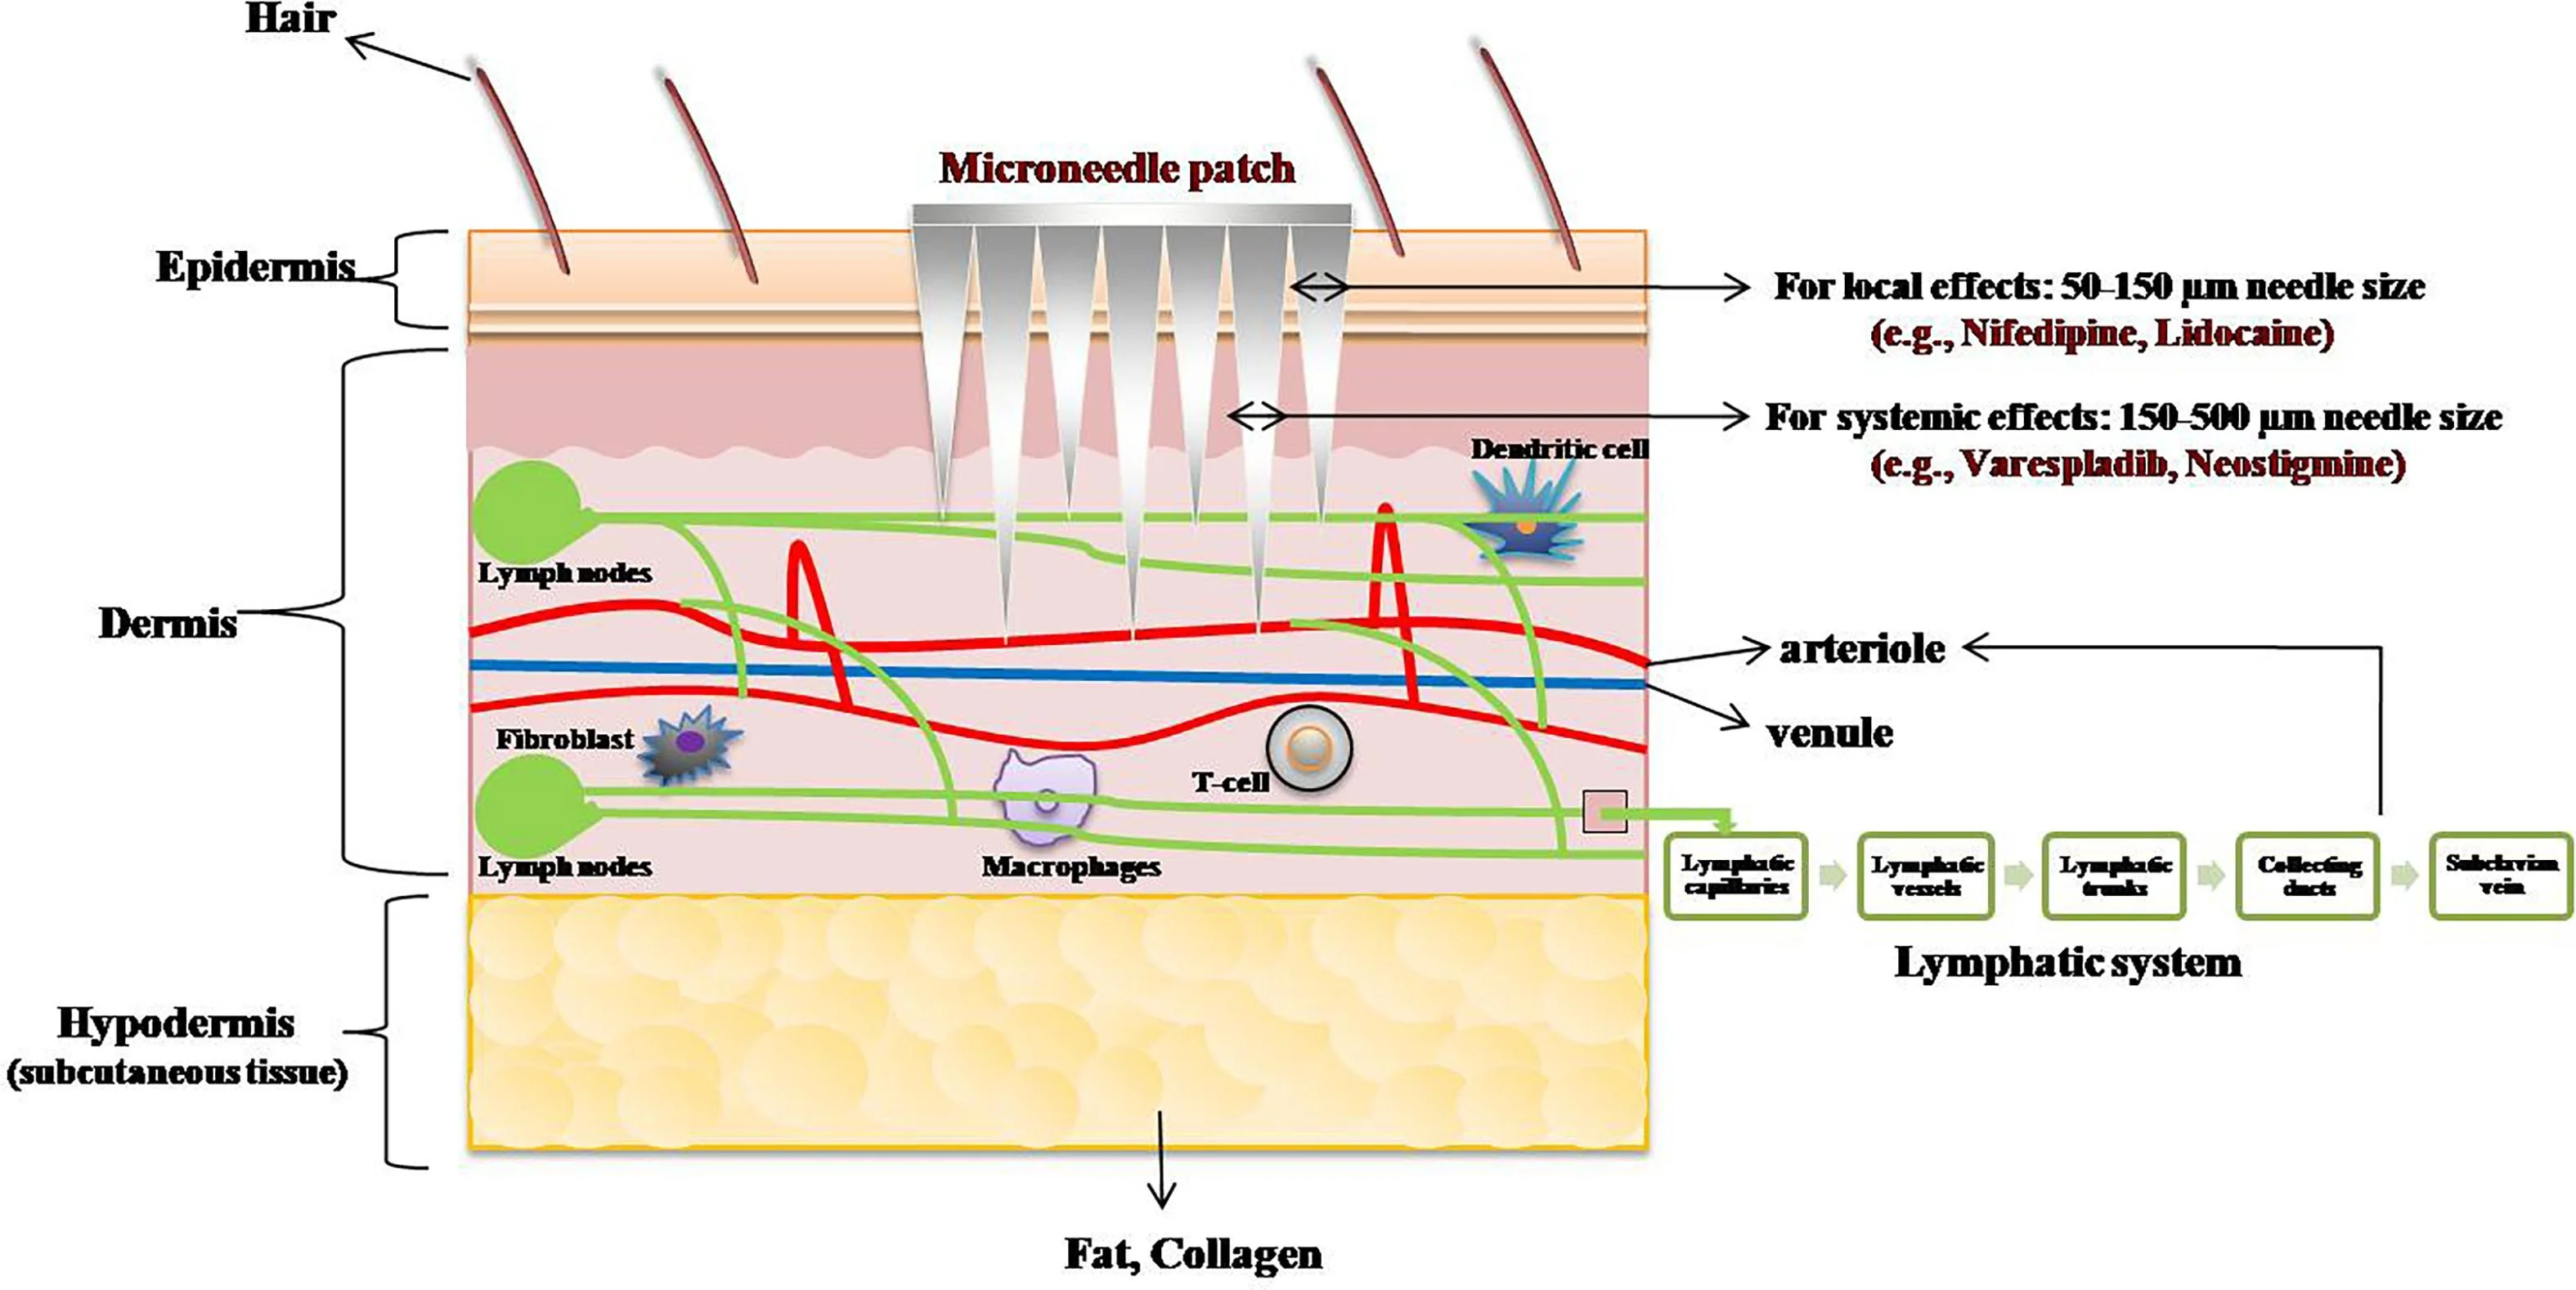 Hair
Microneedle patch
Epidermis
For local effects: 50-150 μm needle size
(e.g., Nifedipine, Lidocaine)
For systemic effects: 150-500 μm needle size
(e.g., Varespladib, Neostigmine)
Dendritic cell
Lymph nodes
Dermis
arteriole
venule
Fibroblast
T-cell
Lymph nodes
Macrophages
Lymphatic
capillaries
Lymphatic
vessels
Lymphatic
trunks
Collecting
ducts
Subclavian
vein
Lymphatic system
Hypodermis
(subcutaneous tissue)
Fat, Collagen